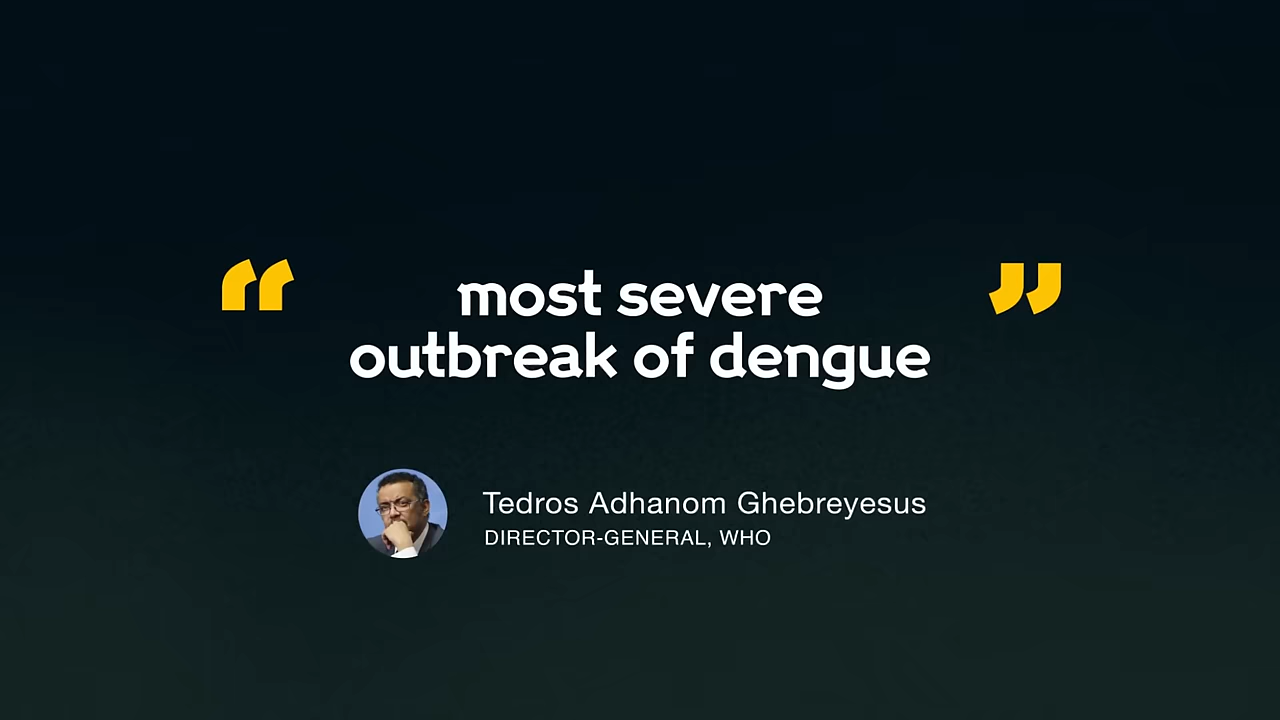 “ most severe ”
outbreak of dengue
Tedros Adhanom Ghebreyesus
DIRECTOR-GENERAL, WHO